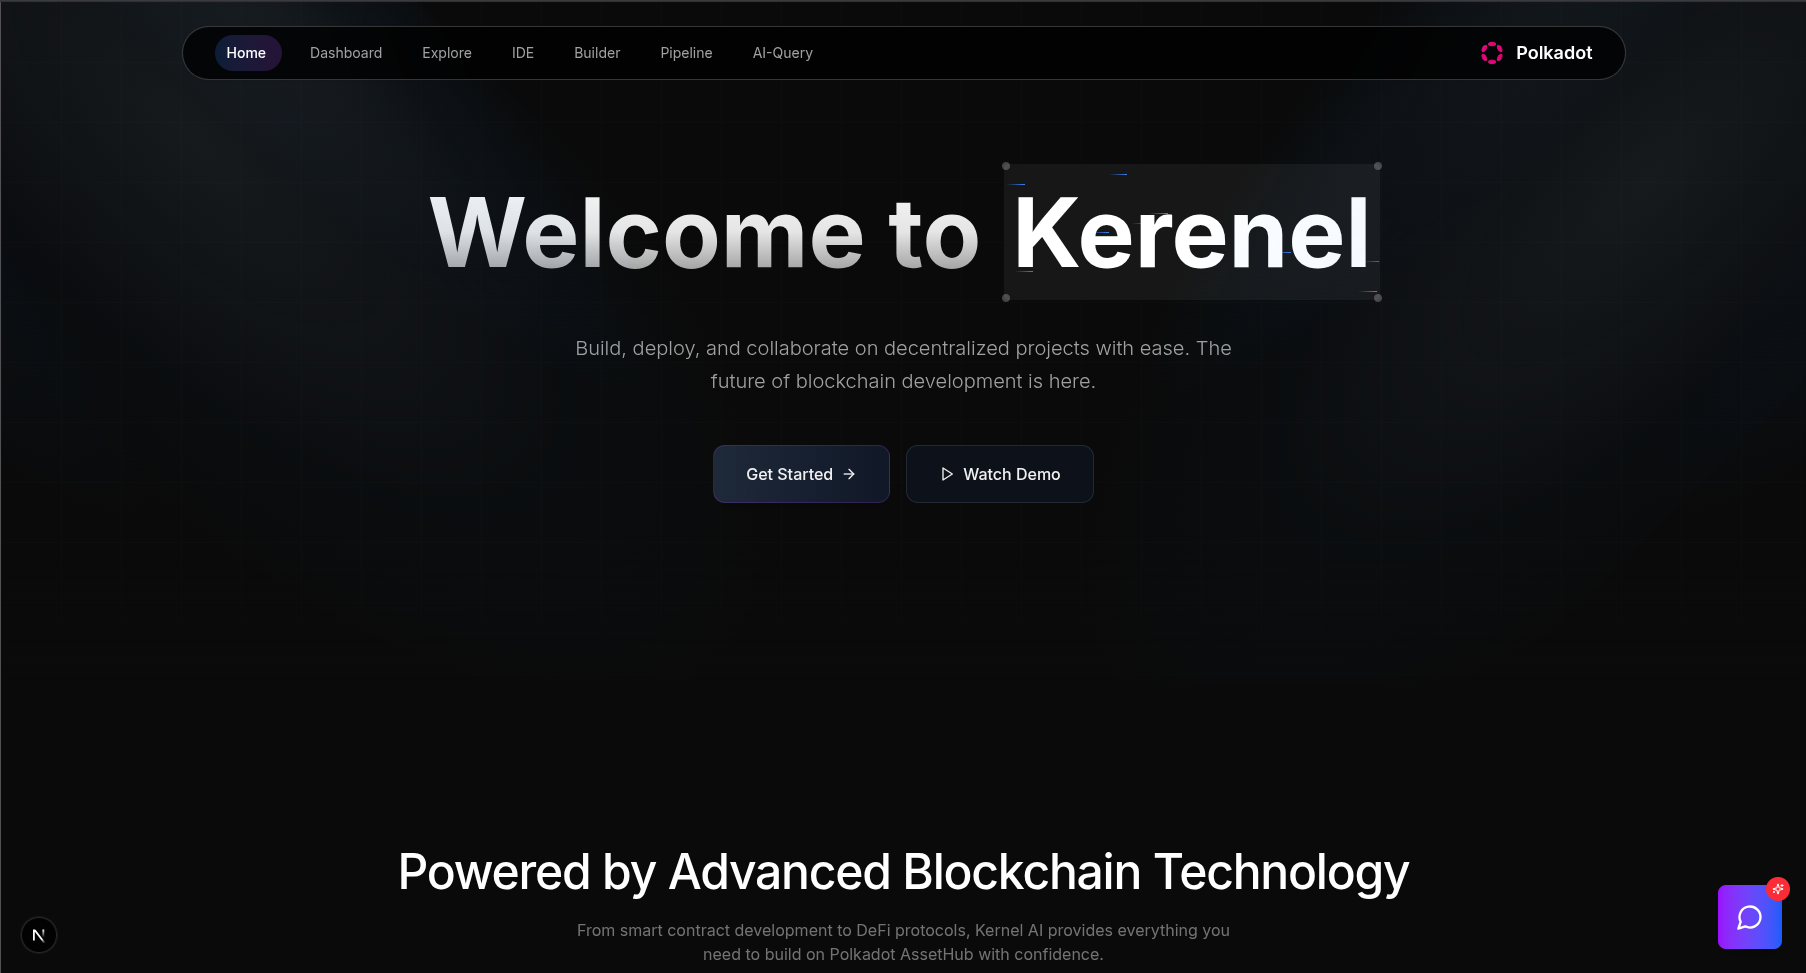 Home Dashboard Explore IDE Builder Pipeline AI-Query Polkadot
Welcome to Kerenel
Build, deploy, and collaborate on decentralized projects with ease. The
future of blockchain development is here.
Get Started Watch Demo
Powered by Advanced Blockchain Technology
From smart contract development to DeFi protocols, Kernel AI provides everything you
need to build on Polkadot AssetHub with confidence.
N